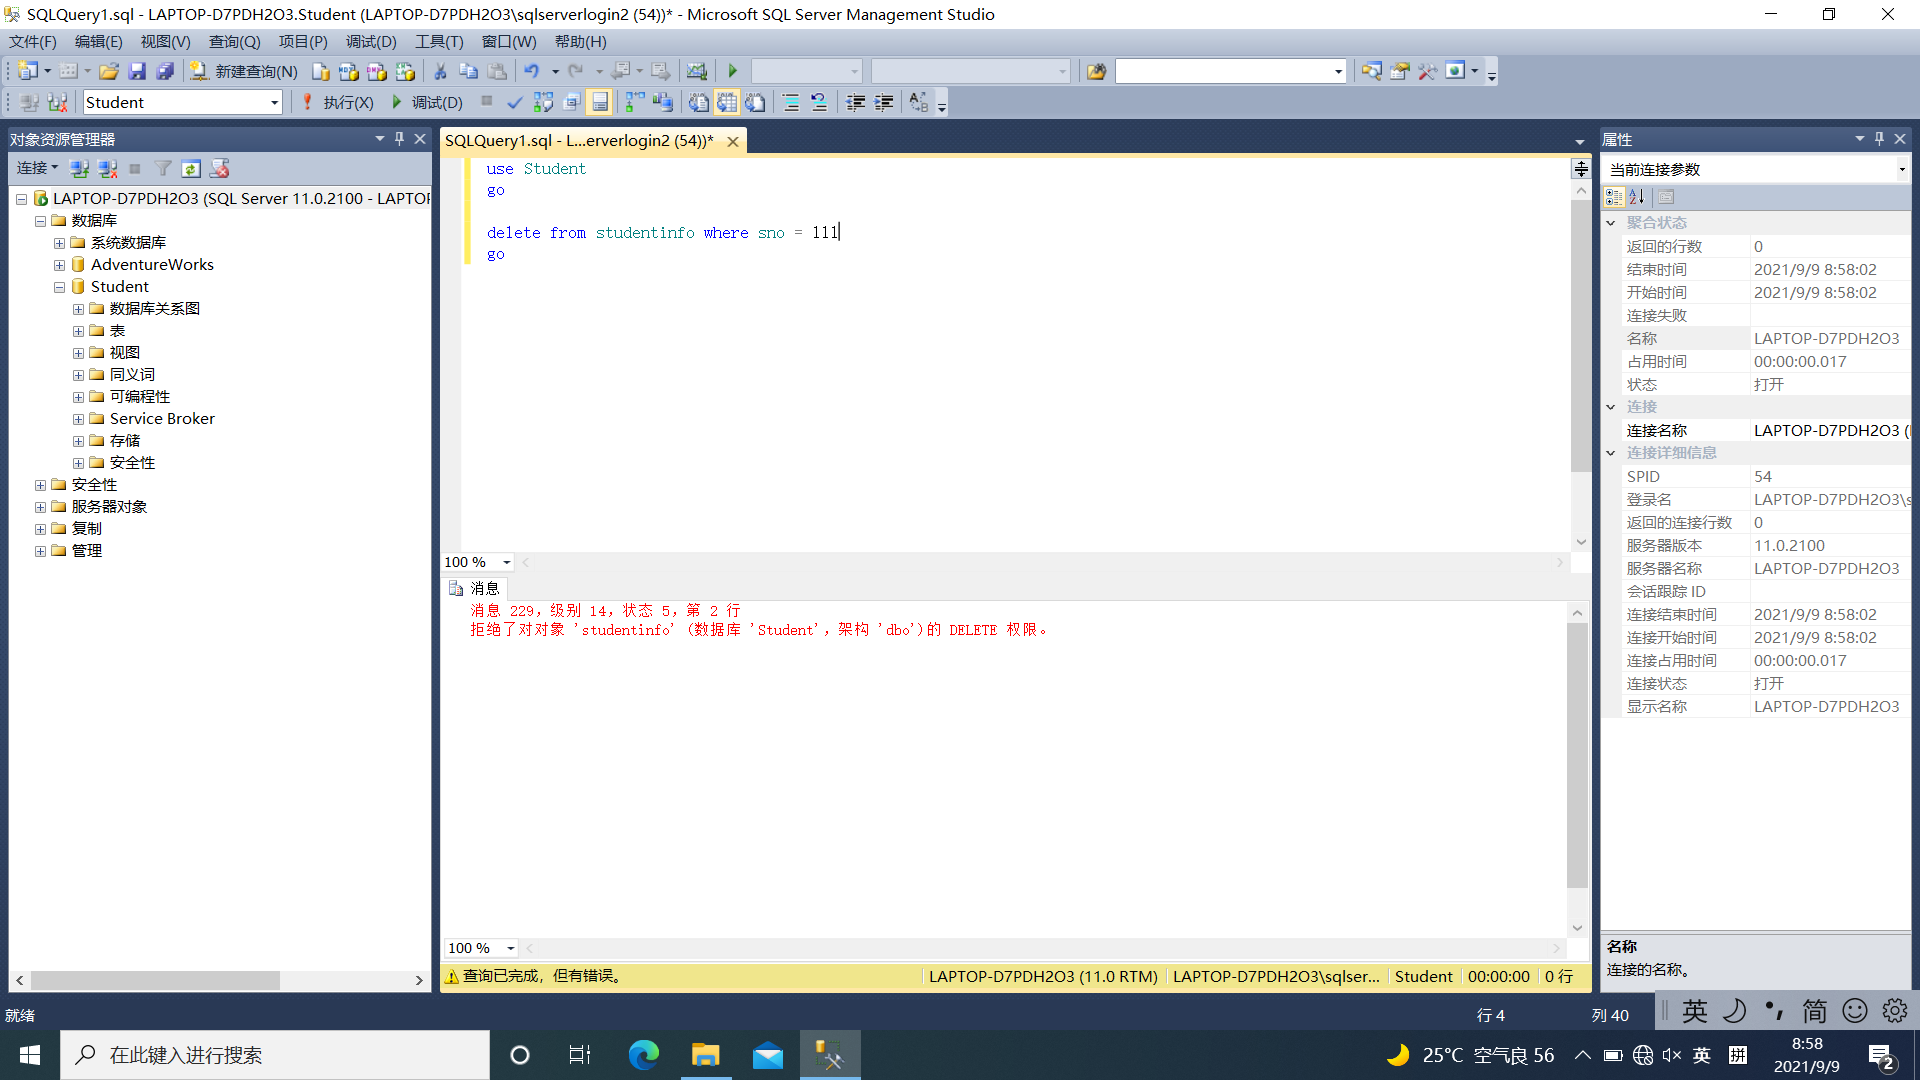 SQLQuery1.sql - LAPTOP-D7PDH2O3.Student (LAPTOP-D7PDH2O3\sqlserverlogin2 (54))* - Microsoft SQL Server Management Studio
文件(F) 编辑(E) 视图(V) 查询(Q) 项目(P) 调试(D) 工具(T) 窗口(W) 帮助(H)
新建查询(N)
Student 执行(X) 调试(D)
对象资源管理器
连接
LAPTOP-D7PDH2O3 (SQL Server 11.0.2100 - LAPTOP
数据库
系统数据库
AdventureWorks
Student
数据库关系图
表
视图
同义词
可编程性
Service Broker
存储
安全性
安全性
服务器对象
复制
管理
SQLQuery1.sql - L...erverlogin2 (54))*
use Student
go
delete from studentinfo where sno = 111
go
100 %
消息
消息 229，级别 14，状态 5，第 2 行
拒绝了对对象 'studentinfo' (数据库 'Student'，架构 'dbo')的 DELETE 权限。
100 %
查询已完成，但有错误。 LAPTOP-D7PDH2O3 (11.0 RTM) LAPTOP-D7PDH2O3\sqlser... Student 00:00:00 0 行
属性
当前连接参数
聚合状态
返回的行数 0
结束时间 2021/9/9 8:58:02
开始时间 2021/9/9 8:58:02
连接失败
名称 LAPTOP-D7PDH2O3
占用时间 00:00:00.017
状态 打开
连接
连接名称 LAPTOP-D7PDH2O3 (
连接详细信息
SPID 54
登录名 LAPTOP-D7PDH2O3\s
返回的连接行数 0
服务器版本 11.0.2100
服务器名称 LAPTOP-D7PDH2O3
会话跟踪 ID
连接结束时间 2021/9/9 8:58:02
连接开始时间 2021/9/9 8:58:02
连接占用时间 00:00:00.017
连接状态 打开
显示名称 LAPTOP-D7PDH2O3
名称
连接的名称。
就绪 行 4 列 40 英 简
在此键入进行搜索 25°C 空气良 56 英 拼 8:58
2021/9/9 2